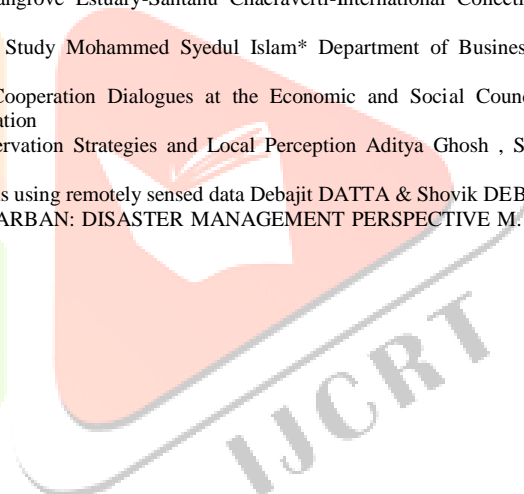 angrove Estuary-Santanu Chacraverti-International Collecti
Study Mohammed Syedul Islam* Department of Busines
Cooperation Dialogues at the Economic and Social Counc
ation
ervation Strategies and Local Perception Aditya Ghosh , S
is using remotely sensed data Debajit DATTA & Shovik DEB
ARBAN: DISASTER MANAGEMENT PERSPECTIVE M.
IJCRT